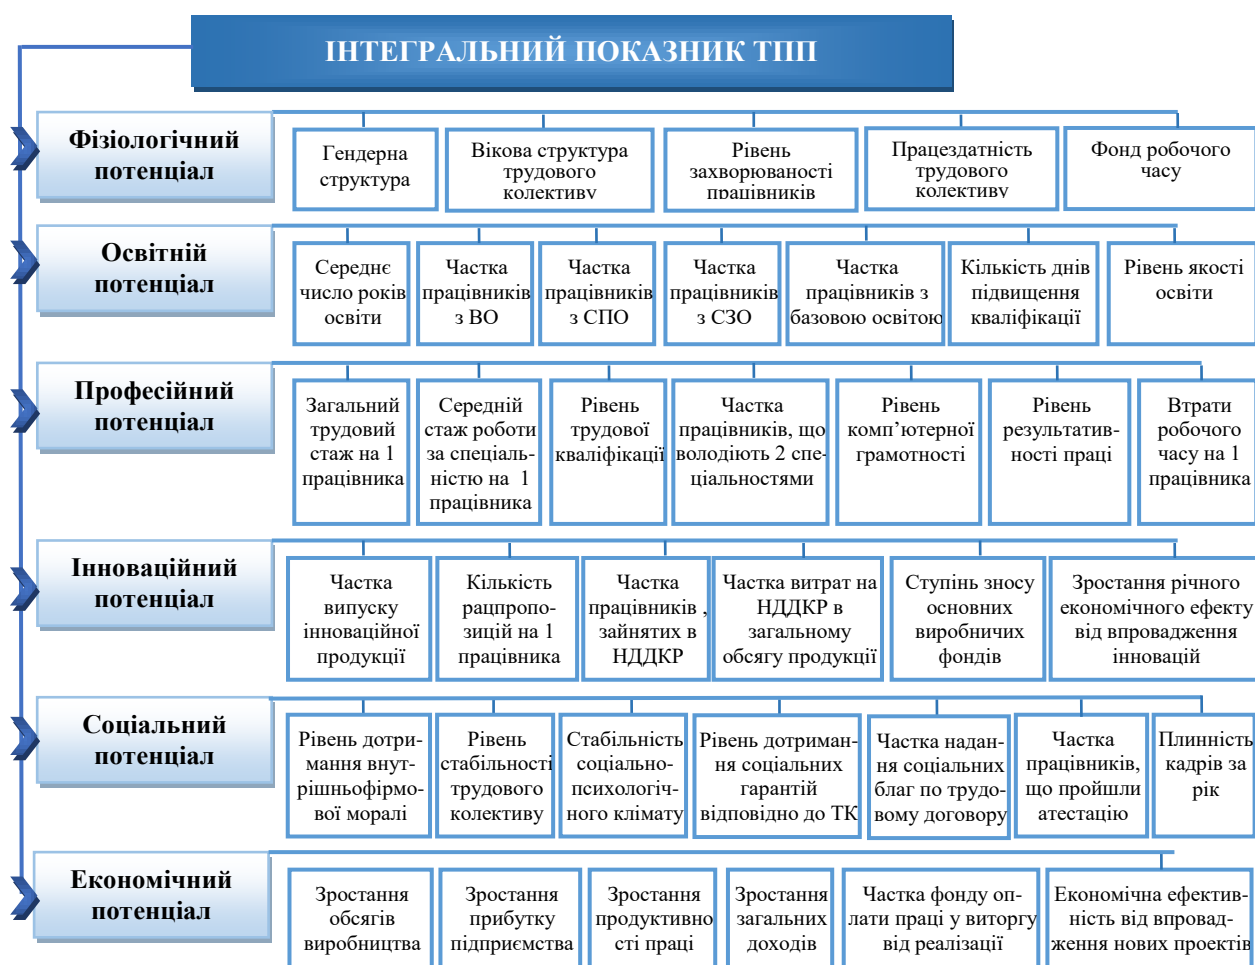 ІНТЕГРАЛЬНИЙ ПОКАЗНИК ТПП
Фізіологічний
потенціал
Гендерна
структура
Вікова структура
трудового
колективу
Рівень
захворюваності
працівників
Працездатність
трудового
колективу
Фонд робочого
часу
Освітній
потенціал
Середнє
число років
освіти
Частка
працівників
з ВО
Частка
працівників
з СПО
Частка
працівників
з СЗО
Частка
працівників з
базовою освітою
Кількість днів
підвищення
кваліфікації
Рівень якості
освіти
Професійний
потенціал
Загальний
трудовий
стаж на 1
працівника
Середній
стаж роботи
за спеціаль-
ністю на 1
працівника
Рівень
трудової
кваліфікації
Частка
працівників, що
володіють 2 спе-
ціальностями
Рівень
комп’ютерної
грамотності
Рівень
результатив-
ності праці
Втрати
робочого
часу на 1
працівника
Інноваційний
потенціал
Частка
випуску
інноваційної
продукції
Кількість
рацпропо-
зицій на 1
працівника
Частка
працівників ,
зайнятих в
НДДКР
Частка витрат на
НДДКР в
загальному
обсягу продукції
Ступінь зносу
основних
виробничих
фондів
Зростання річного
економічного ефекту
від впровадження
інновацій
Соціальний
потенціал
Рівень дотри-
мання внут-
рішньофірмо-
вої моралі
Рівень
стабільності
трудового
колективу
Стабільність
соціально-
психологіч-
ного клімату
Рівень дотриман-
ня соціальних
гарантій
відповідно до ТК
Частка надан-
ня соціальних
благ по трудо-
вому договору
Частка
працівників,
що пройшли
атестацію
Плинність
кадрів за
рік
Економічний
потенціал
Зростання
обсягів
виробництва
Зростання
прибутку
підприємства
Зростання
продуктивно
сті праці
Зростання
загальних
доходів
Частка фонду оп-
лати праці у виторгу
від реалізації
Економічна ефектив-
ність від впровад-
ження нових проектів